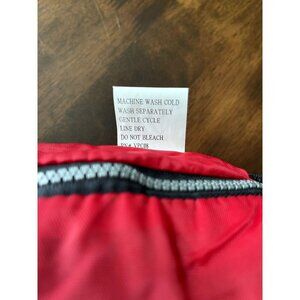 MACHINE WASH COLD
WASH SEPARATELY
GENTLE CYCLE
LINE DRY
DO NOT BLEACH